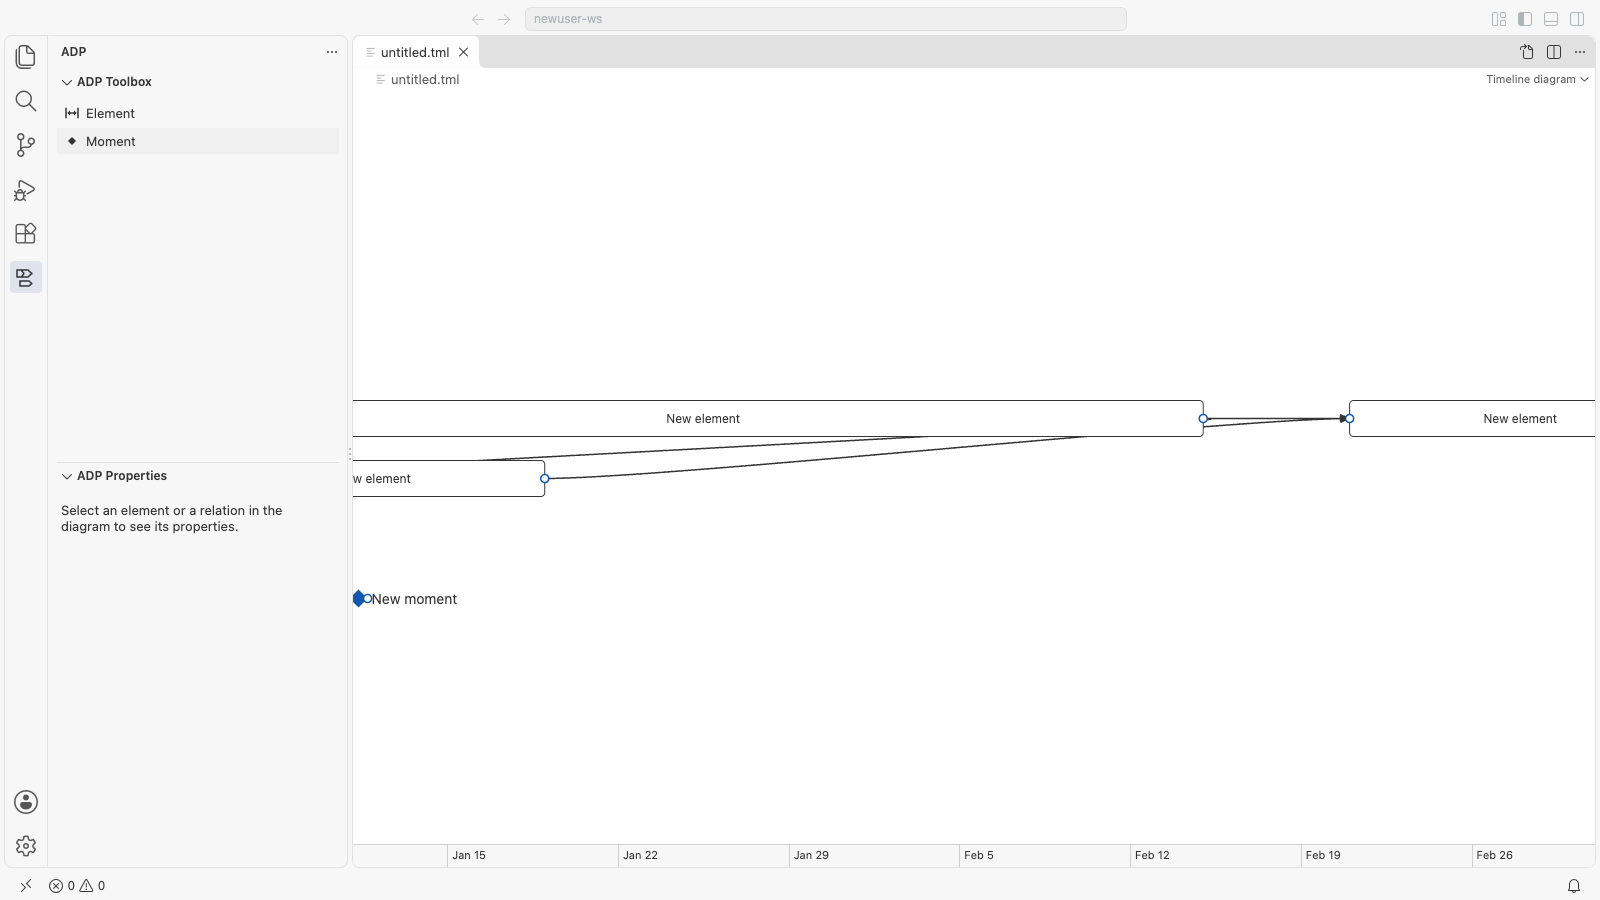 newuser-ws
ADP
untitled.tml
ADP Toolbox
untitled.tml
Timeline diagram
Element
Moment
New element
New element
w element
ADP Properties
Select an element or a relation in the
diagram to see its properties.
New moment
Jan 15
Jan 22
Jan 29
Feb 5
Feb 12
Feb 19
Feb 26
0
0